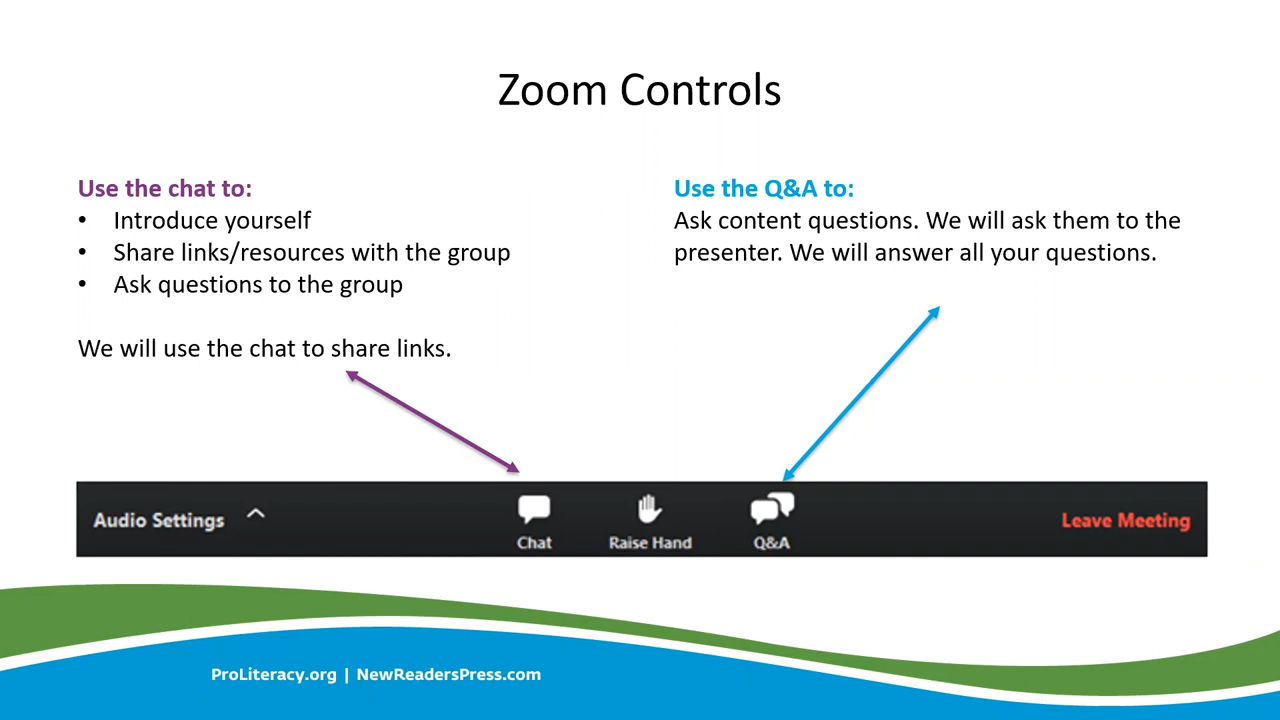 Zoom Controls
Use the chat to:
• Introduce yourself
• Share links/resources with the group
• Ask questions to the group
We will use the chat to share links.
Use the Q&A to:
Ask content questions. We will ask them to the
presenter. We will answer all your questions.
Audio Settings
Chat
Raise Hand
Q&A
Leave Meeting
ProLiteracy.org | NewReadersPress.com